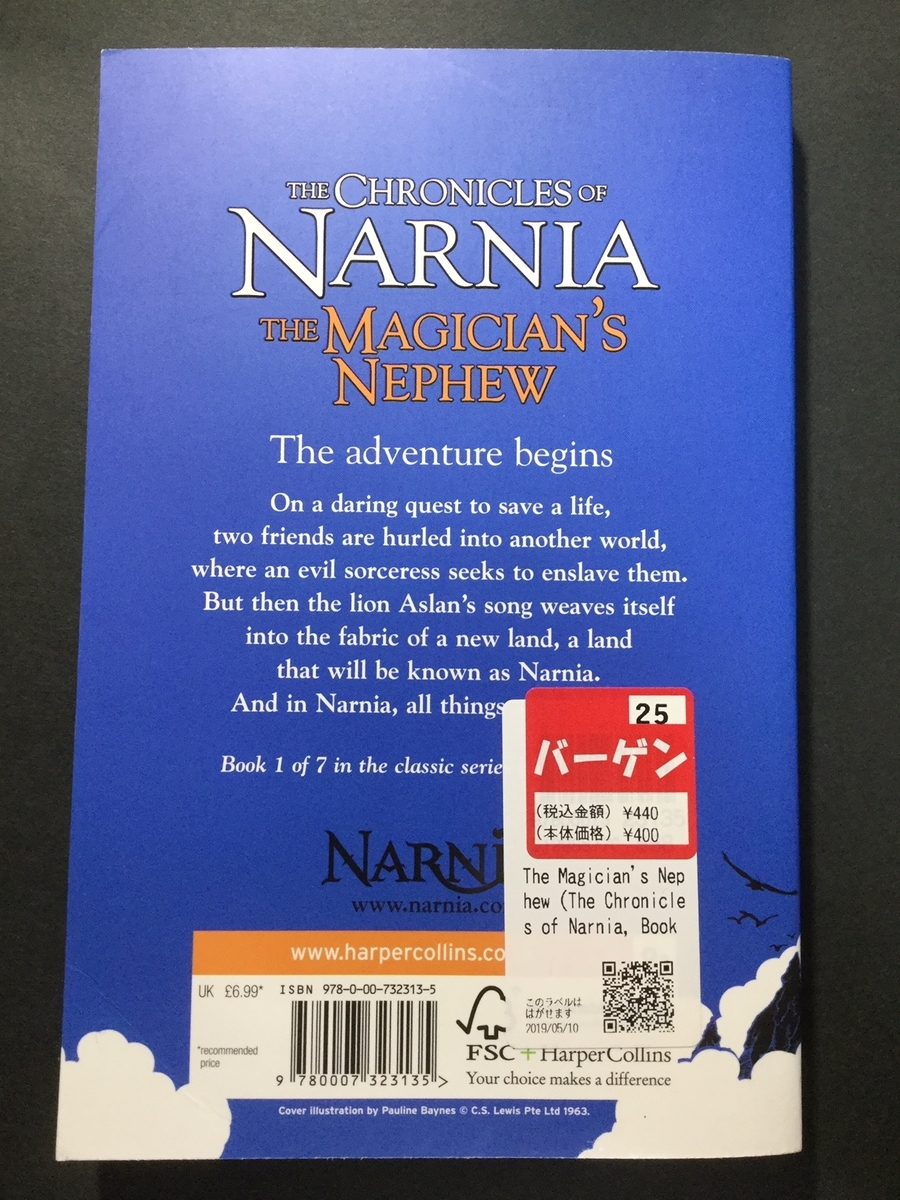 THE CHRONICLES OF
NARNIA
THE MAGICIAN'S
NEPHEW
The adventure begins
On a daring quest to save a life,
two friends are hurled into another world,
where an evil sorceress seeks to enslave them.
But then the lion Aslan's song weaves itself
into the fabric of a new land, a land
that will be known as Narnia.
And in Narnia, all things
Book 1 of 7 in the classic serie
25
バーゲン
(税込金額) ¥440
(本体価格) ¥400
The Magician's Nep
hew (The Chronicle
s of Narnia, Book
このラベルは
はがせます
2019/05/10
NARNI
www.narnia.co
www.harpercollins.co
UK £6.99*
*recommended
price
ISBN 978-0-00-732313-5
9 780007 323135 >
FSC + HarperCollins
Your choice makes a difference
Cover illustration by Pauline Baynes © C.S. Lewis Pte Ltd 1963.